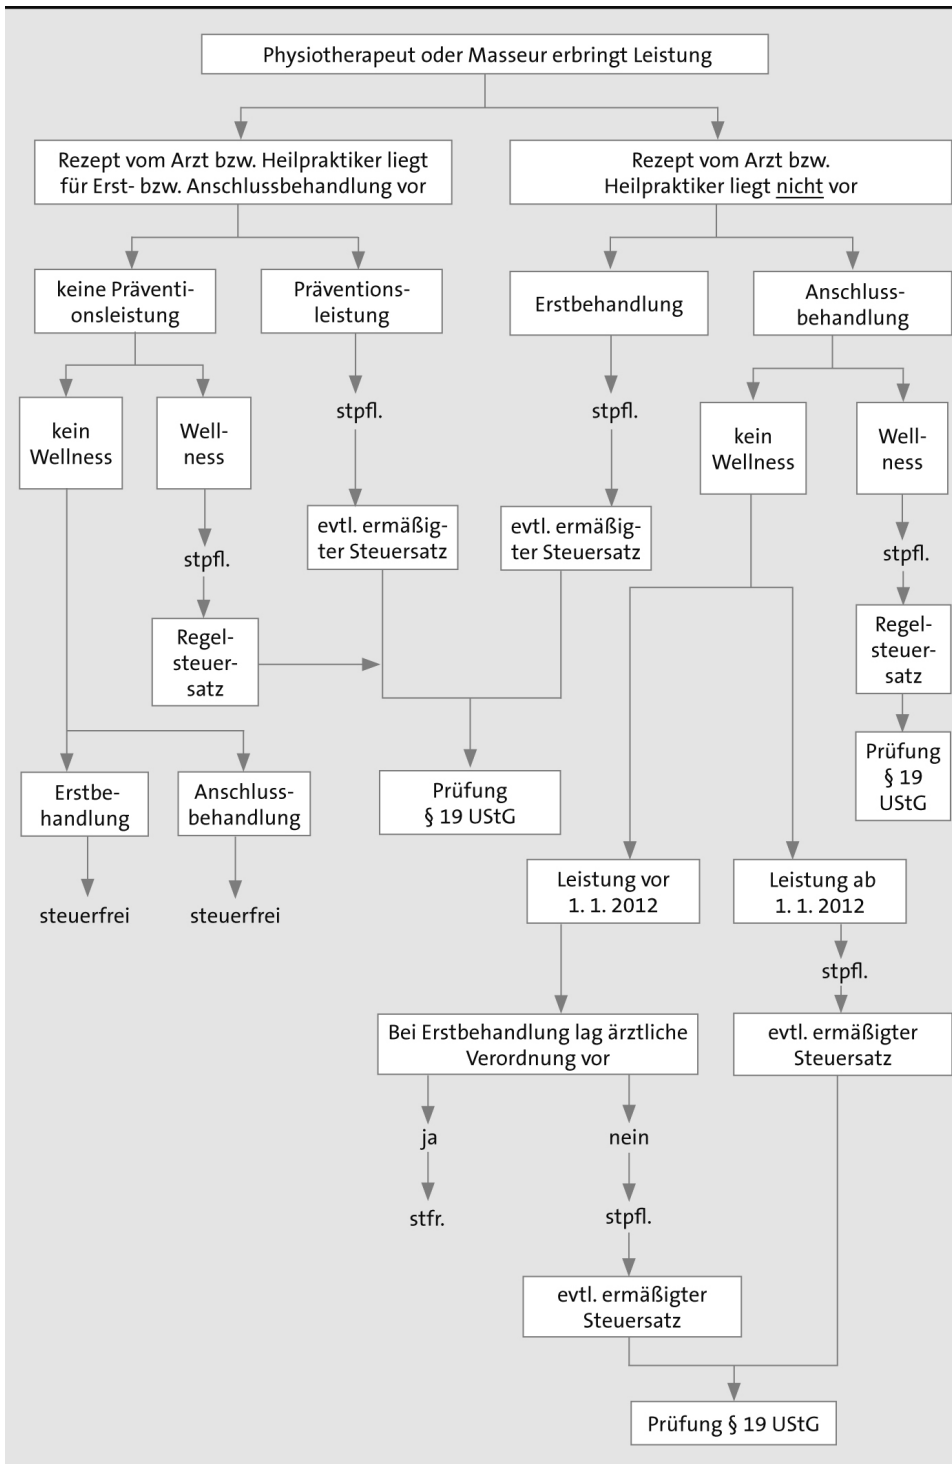 Physiotherapeut oder Masseur erbringt Leistung
Rezept vom Arzt bzw. Heilpraktiker liegt
für Erst- bzw. Anschlussbehandlung vor
Rezept vom Arzt bzw.
Heilpraktiker liegt nicht vor
keine Präventi-
onsleistung
Präventions-
leistung
Erstbehandlung
Anschluss-
behandlung
kein
Wellness
Well-
ness
stpfl.
stpfl.
kein
Wellness
Well-
ness
evtl. ermäßig-
ter Steuersatz
evtl. ermäßig-
ter Steuersatz
stpfl.
stpfl.
Regel-
steuer-
satz
Regel-
steuer-
satz
Erstbe-
handlung
Anschluss-
behandlung
Prüfung
§ 19 UStG
Prüfung
§ 19
UStG
steuerfrei
steuerfrei
Leistung vor
1. 1. 2012
Leistung ab
1. 1. 2012
stpfl.
Bei Erstbehandlung lag ärztliche
Verordnung vor
evtl. ermäßigter
Steuersatz
ja
nein
stfr.
stpfl.
evtl. ermäßigter
Steuersatz
Prüfung § 19 UStG